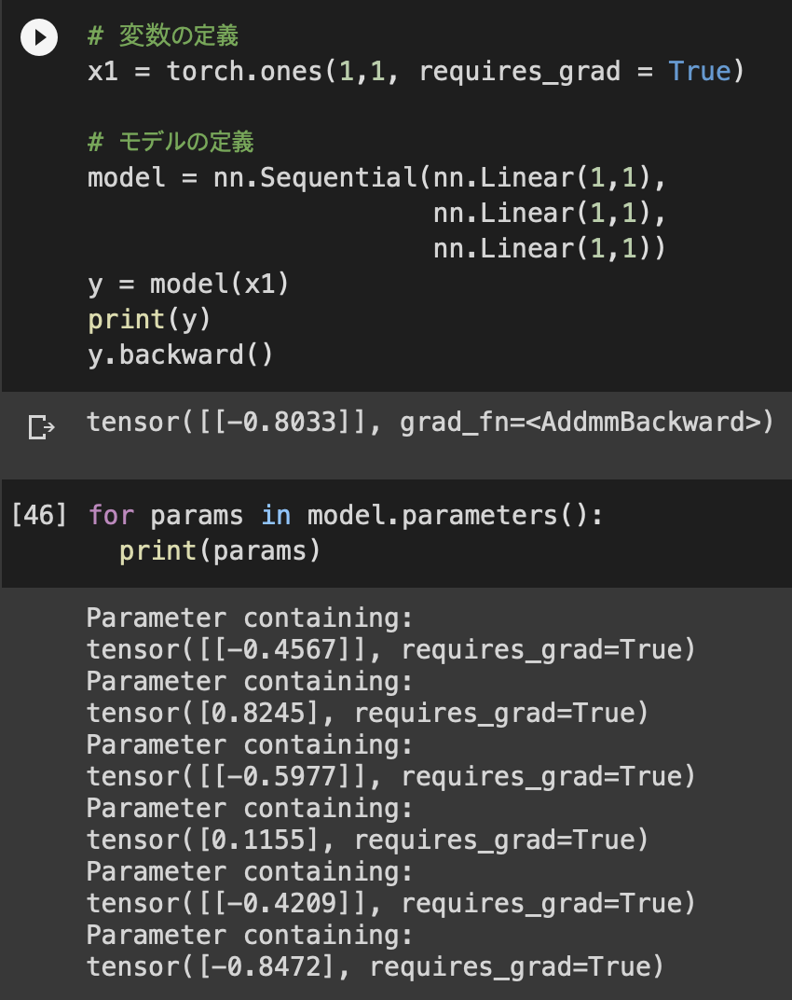 # 変数の定義
x1 = torch.ones(1,1, requires_grad = True)
# モデルの定義
model = nn.Sequential(nn.Linear(1,1),
nn.Linear(1,1),
nn.Linear(1,1))
y = model(x1)
print(y)
y.backward()
tensor([[-0.8033]], grad_fn=<AddmmBackward>)
[46] for params in model.parameters():
print(params)
Parameter containing:
tensor([[-0.4567]], requires_grad=True)
Parameter containing:
tensor([0.8245], requires_grad=True)
Parameter containing:
tensor([[-0.5977]], requires_grad=True)
Parameter containing:
tensor([0.1155], requires_grad=True)
Parameter containing:
tensor([[-0.4209]], requires_grad=True)
Parameter containing:
tensor([-0.8472], requires_grad=True)